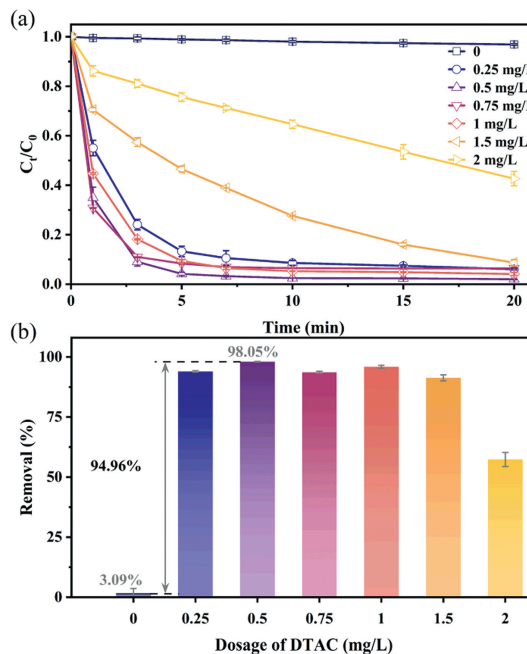 (a)
1.0
0.8
0.6
0.4
0.2
0.0
Cₜ/C₀
0
0.25 mg/L
0.5 mg/L
0.75 mg/L
1 mg/L
1.5 mg/L
2 mg/L
0 5 10 15 20
Time (min)
(b)
100
75
50
25
0
Removal (%)
98.05%
94.96%
3.09%
0 0.25 0.5 0.75 1 1.5 2
Dosage of DTAC (mg/L)